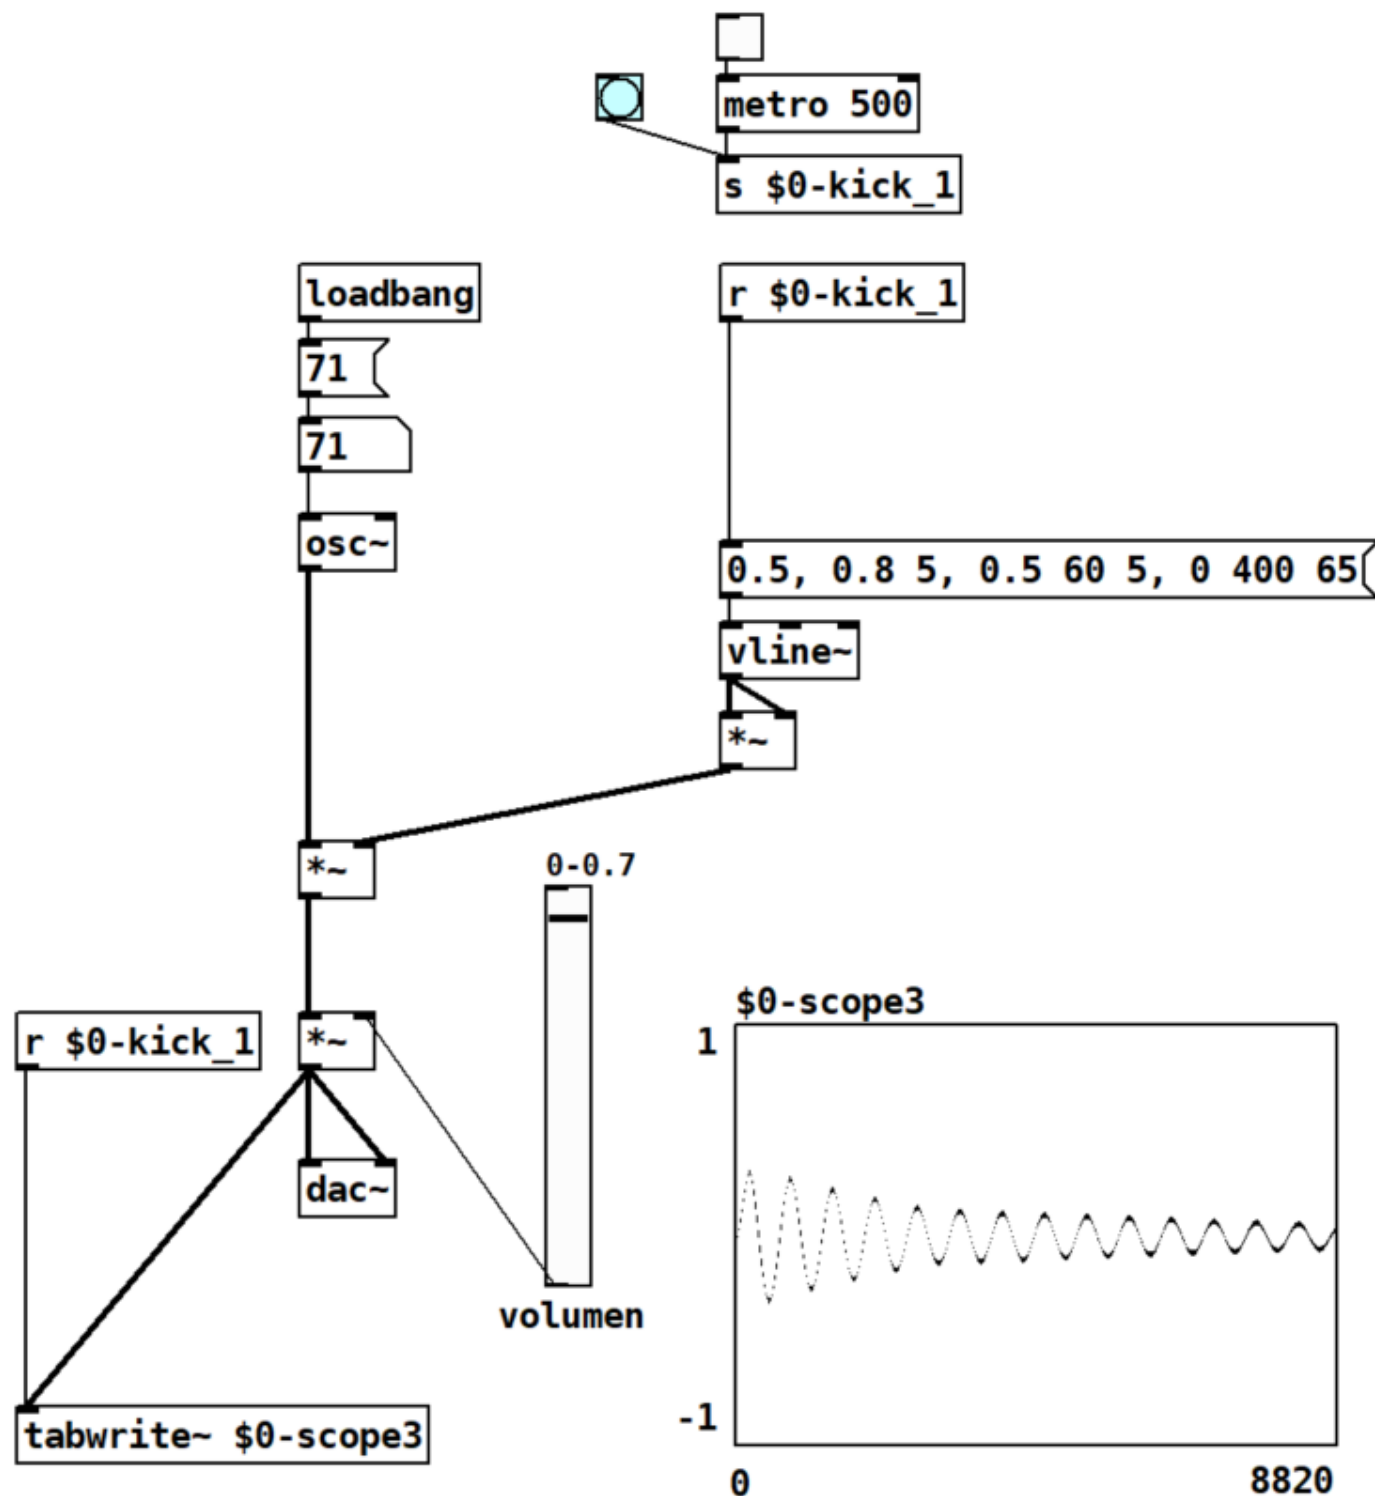 metro 500
s $0-kick_1
loadbang
r $0-kick_1
71
71
osc~
0.5, 0.8 5, 0.5 60 5, 0 400 65
vline~
*~
*~
0-0.7
$0-scope3
1
r $0-kick_1
*~
dac~
volumen
-1
tabwrite~ $0-scope3
0
8820